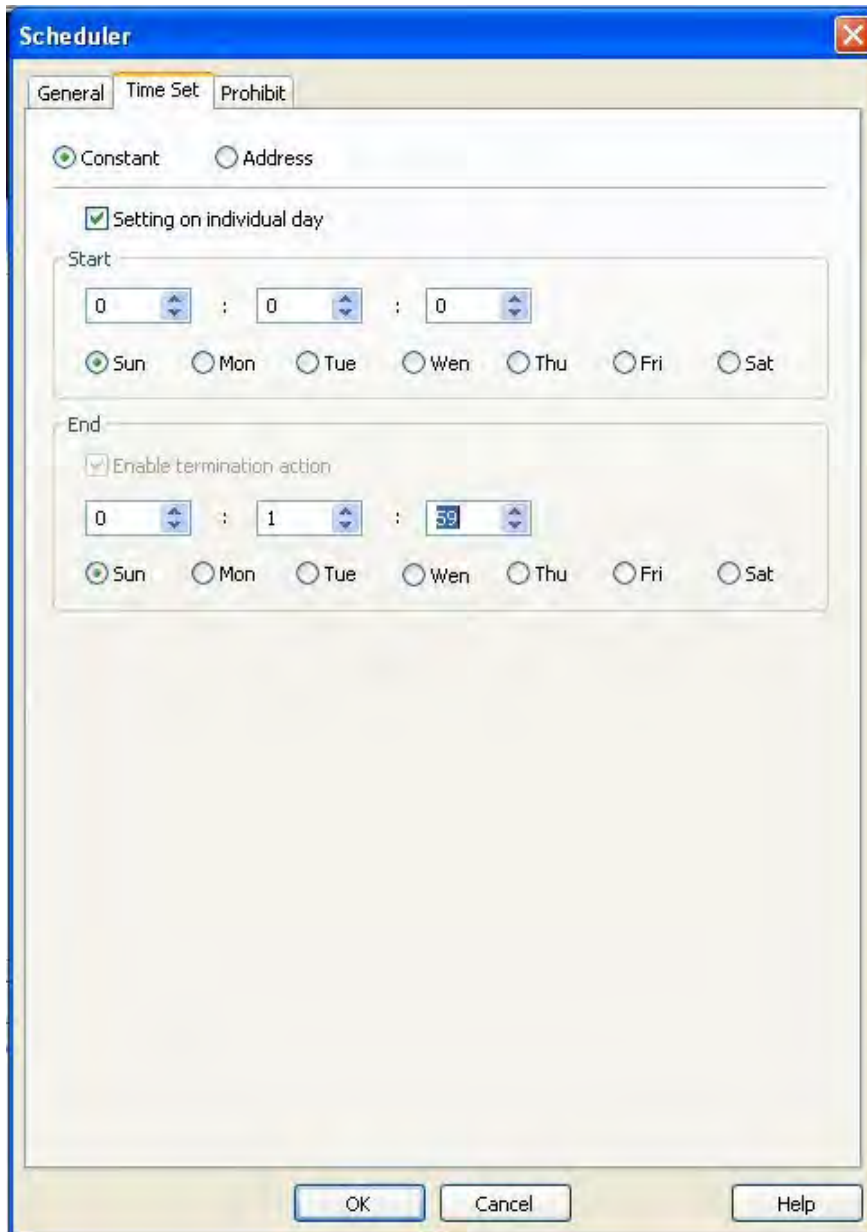 Scheduler
General Time Set Prohibit
Constant Address
Setting on individual day
Start
0 : 0 : 0
Sun Mon Tue Wen Thu Fri Sat
End
Enable termination action
0 : 1 : 59
Sun Mon Tue Wen Thu Fri Sat
OK Cancel Help